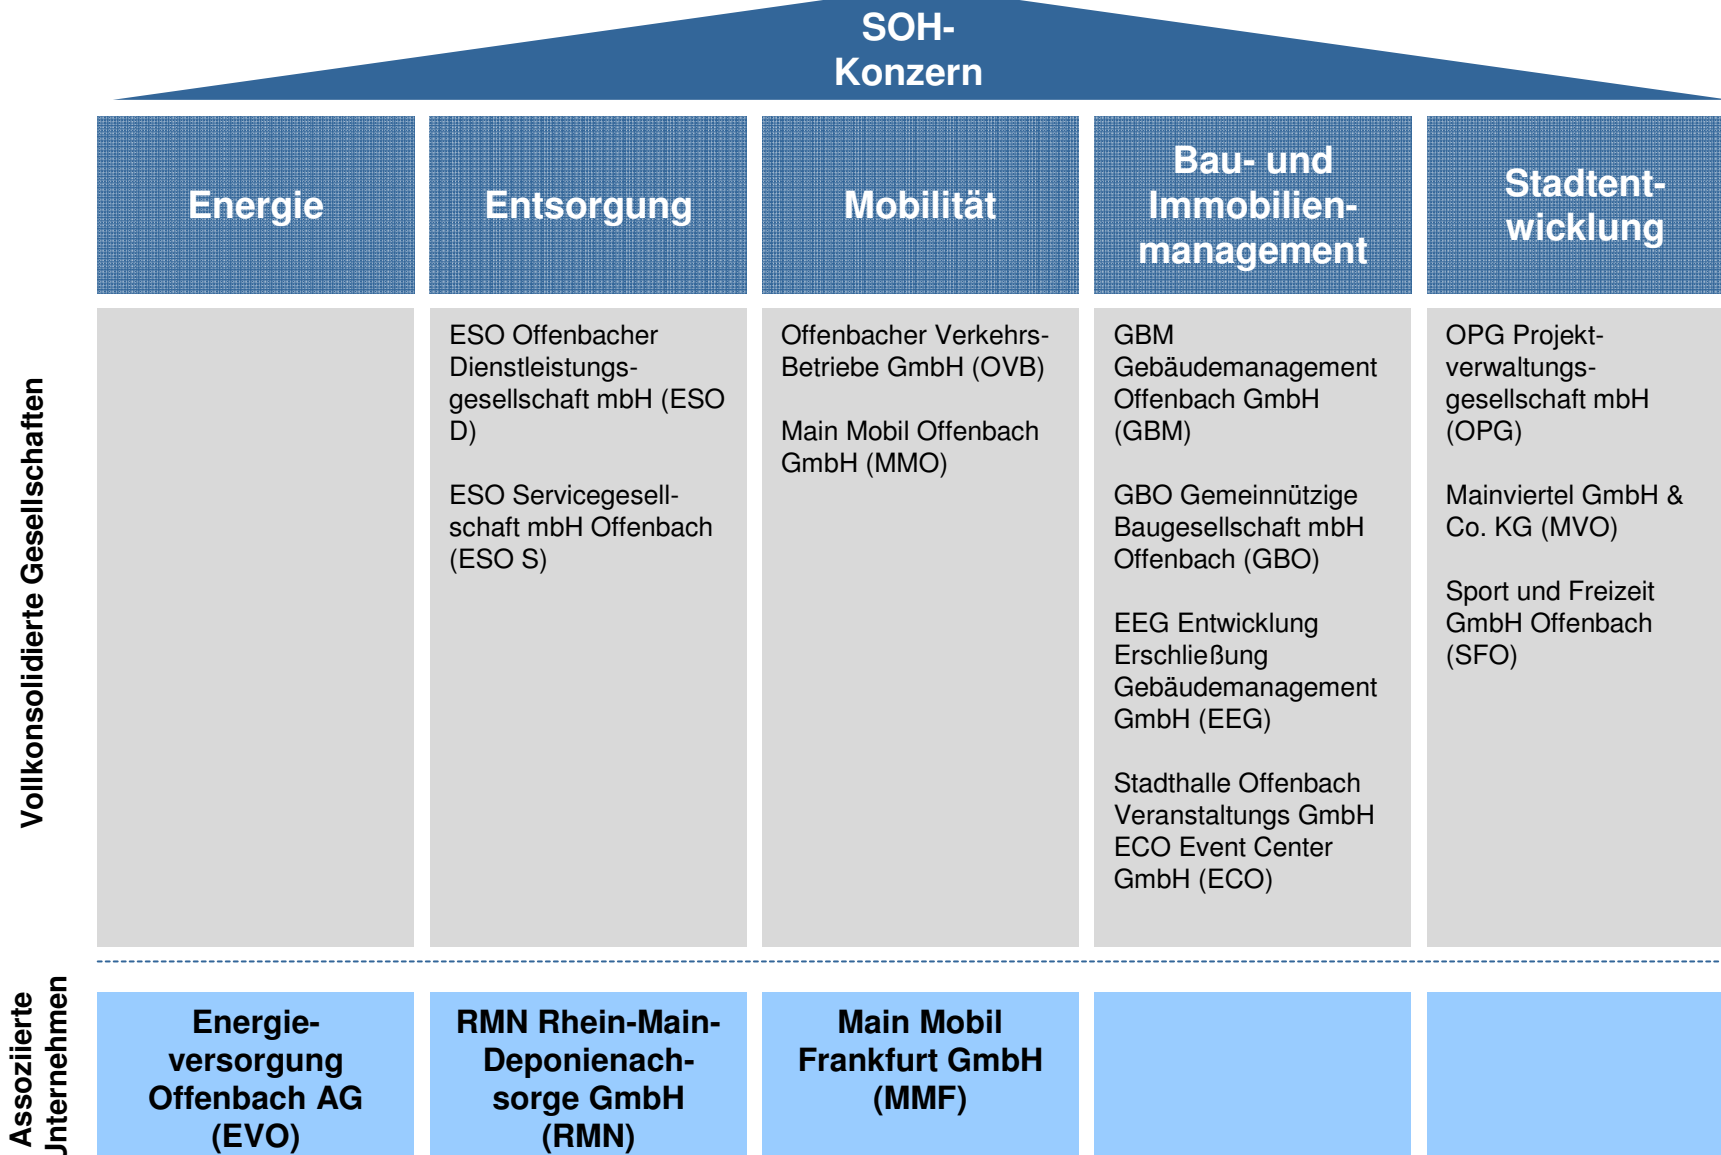 SOH-
Konzern
Energie
Entsorgung
Mobilität
Bau- und
Immobilien-
management
Stadtent-
wicklung
Vollkonsolidierte Gesellschaften
ESO Offenbacher
Dienstleistungs-
gesellschaft mbH (ESO
D)
ESO Servicegesell-
schaft mbH Offenbach
(ESO S)
Offenbacher Verkehrs-
Betriebe GmbH (OVB)
Main Mobil Offenbach
GmbH (MMO)
GBM
Gebäudemanagement
Offenbach GmbH
(GBM)
GBO Gemeinnützige
Baugesellschaft mbH
Offenbach (GBO)
EEG Entwicklung
Erschließung
Gebäudemanagement
GmbH (EEG)
Stadthalle Offenbach
Veranstaltungs GmbH
ECO Event Center
GmbH (ECO)
OPG Projekt-
verwaltungs-
gesellschaft mbH
(OPG)
Mainviertel GmbH &
Co. KG (MVO)
Sport und Freizeit
GmbH Offenbach
(SFO)
Assoziierte
Unternehmen
Energie-
versorgung
Offenbach AG
(EVO)
RMN Rhein-Main-
Deponienach-
sorge GmbH
(RMN)
Main Mobil
Frankfurt GmbH
(MMF)